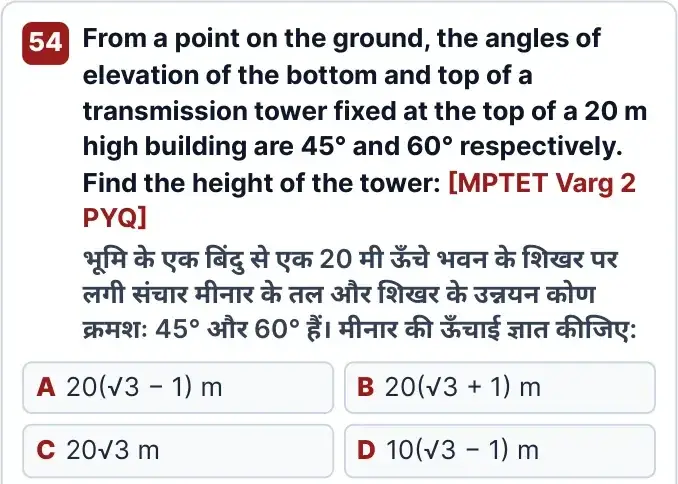 54 From a point on the ground, the angles of
elevation of the bottom and top of a
transmission tower fixed at the top of a 20 m
high building are 45° and 60° respectively.
Find the height of the tower: [MPTET Varg 2
PYQ]
भूमि के एक बिंदु से एक 20 मी ऊँचे भवन के शिखर पर
लगी संचार मीनार के तल और शिखर के उन्नयन कोण
क्रमशः 45° और 60° हैं। मीनार की ऊँचाई ज्ञात कीजिए:
A 20(√3 − 1) m
B 20(√3 + 1) m
C 20√3 m
D 10(√3 − 1) m